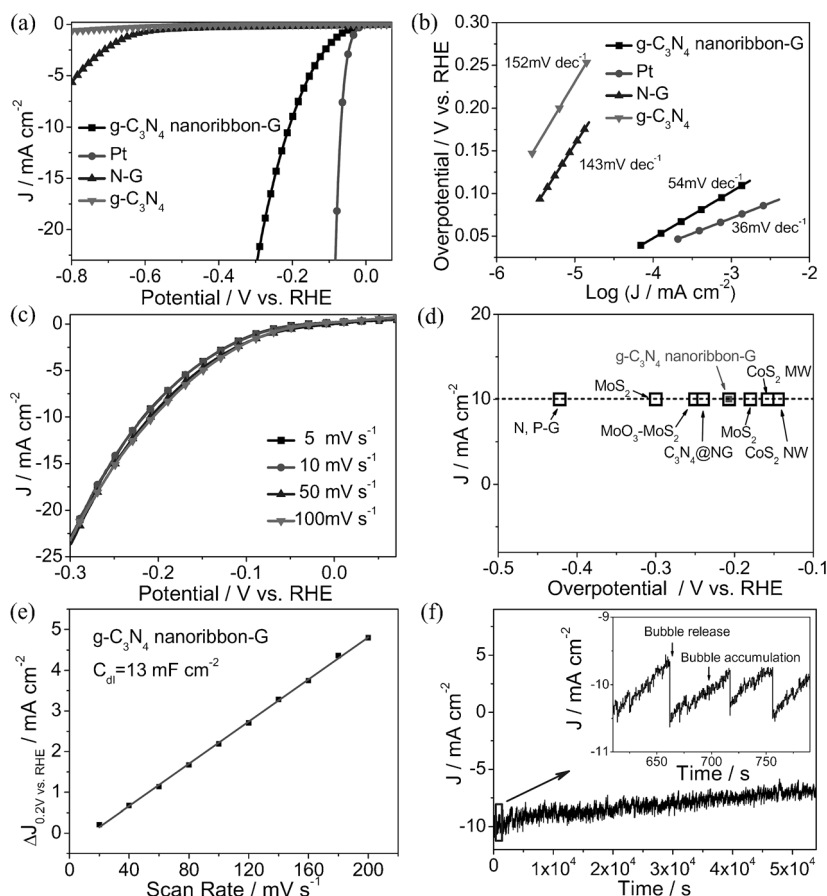 (a)
0
-5
-10
-15
-20
J / mA cm⁻²
g-C₃N₄ nanoribbon-G
Pt
N-G
g-C₃N₄
-0.8 -0.6 -0.4 -0.2 0.0
Potential / V vs. RHE
(b)
0.30
0.25
0.20
0.15
0.10
0.05
Overpotential / V vs. RHE
152mV dec⁻¹
g-C₃N₄ nanoribbon-G
Pt
N-G
g-C₃N₄
143mV dec⁻¹
54mV dec⁻¹
36mV dec⁻¹
-6 -5 -4 -3 -2
Log (J / mA cm⁻²)
(c)
0
-5
-10
-15
-20
-25
J / mA cm⁻²
5 mV s⁻¹
10 mV s⁻¹
50 mV s⁻¹
100mV s⁻¹
-0.3 -0.2 -0.1 0.0
Potential / V vs. RHE
(d)
20
10
0
J / mA cm⁻²
g-C₃N₄ nanoribbon-G
CoS₂ MW
MoS₂
N, P-G
MoO₃-MoS₂
MoS₂
C₃N₄@NG
CoS₂ NW
-0.5 -0.4 -0.3 -0.2 -0.1
Overpotential / V vs. RHE
(e)
5
4
3
2
1
0
ΔJ0.2V vs. RHE / mA cm⁻²
g-C₃N₄ nanoribbon-G
Cdl=13 mF cm⁻²
0 40 80 120 160 200
Scan Rate / mV s⁻¹
(f)
5
0
-5
-10
J / mA cm⁻²
-9
-10
-11
J / mA cm⁻²
Bubble release
Bubble accumulation
650 700 750
Time / s
0 1x10⁴ 2x10⁴ 3x10⁴ 4x10⁴ 5x10⁴
Time / s